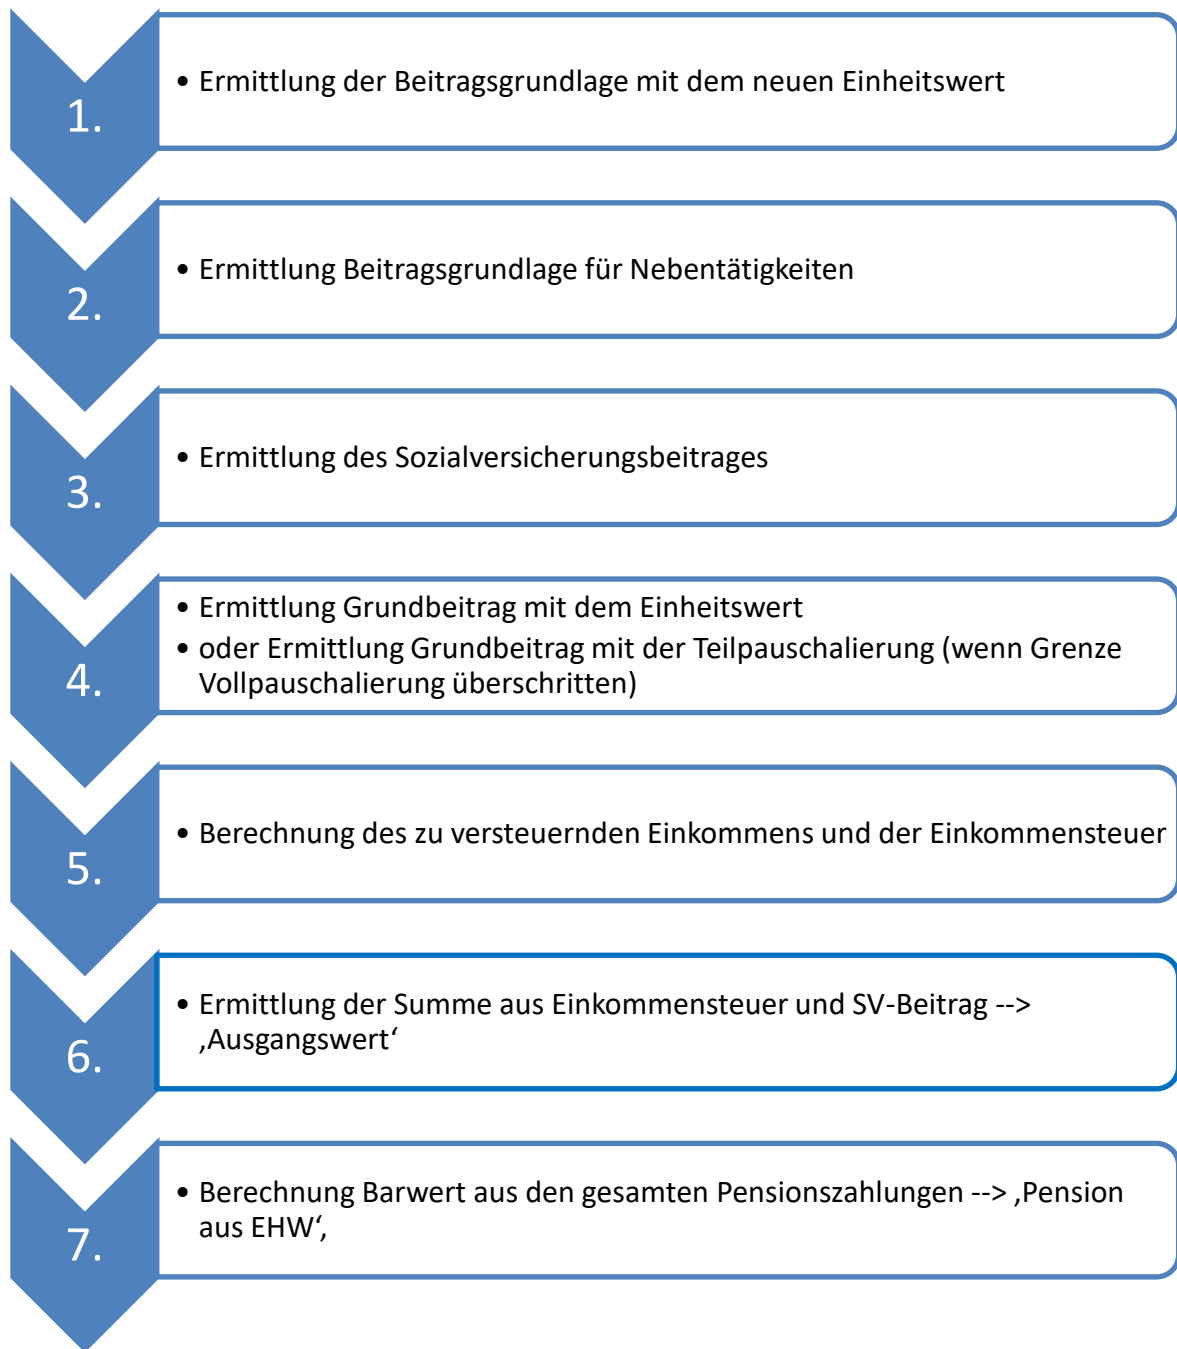 1.
• Ermittlung der Beitragsgrundlage mit dem neuen Einheitswert
2.
• Ermittlung Beitragsgrundlage für Nebentätigkeiten
3.
• Ermittlung des Sozialversicherungsbeitrages
4.
• Ermittlung Grundbeitrag mit dem Einheitswert
• oder Ermittlung Grundbeitrag mit der Teilpauschalierung (wenn Grenze
Vollpauschalierung überschritten)
5.
• Berechnung des zu versteuernden Einkommens und der Einkommensteuer
6.
• Ermittlung der Summe aus Einkommensteuer und SV-Beitrag -->
‚Ausgangswert‘
7.
• Berechnung Barwert aus den gesamten Pensionszahlungen --> ‚Pension
aus EHW‘,